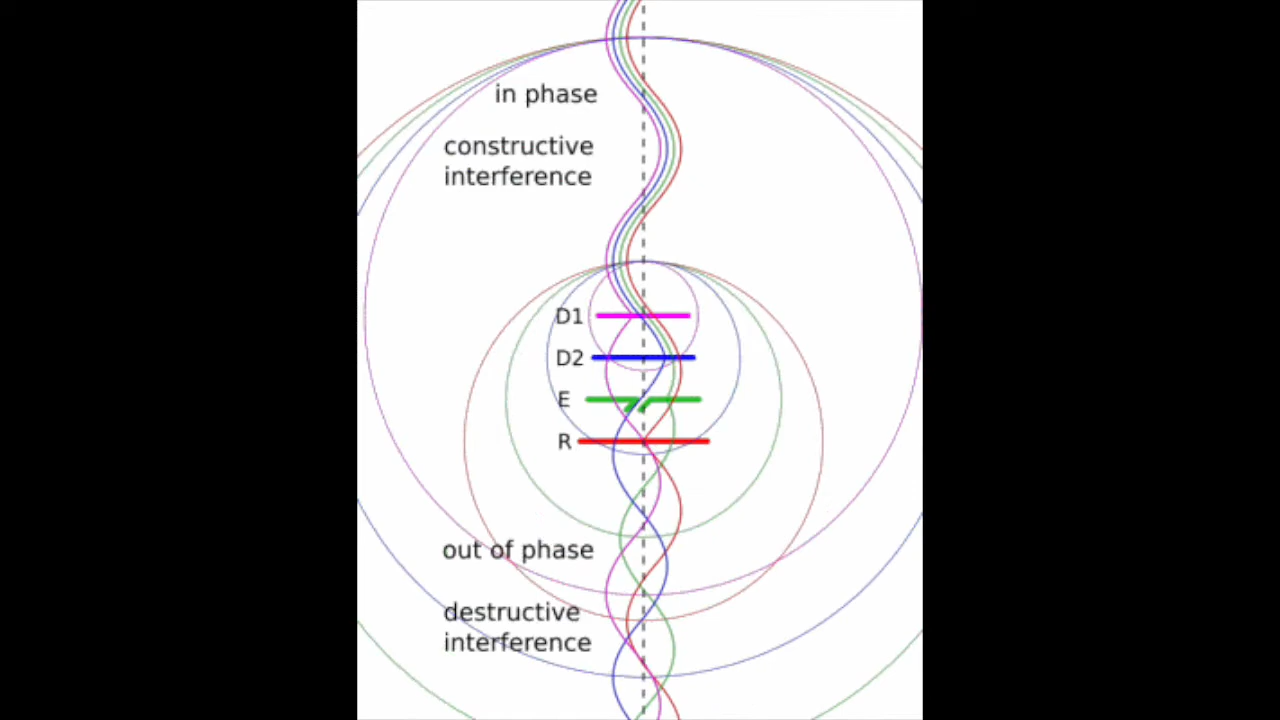 in phase
constructive
interference
D1
D2
E
R
out of phase
destructive
interference